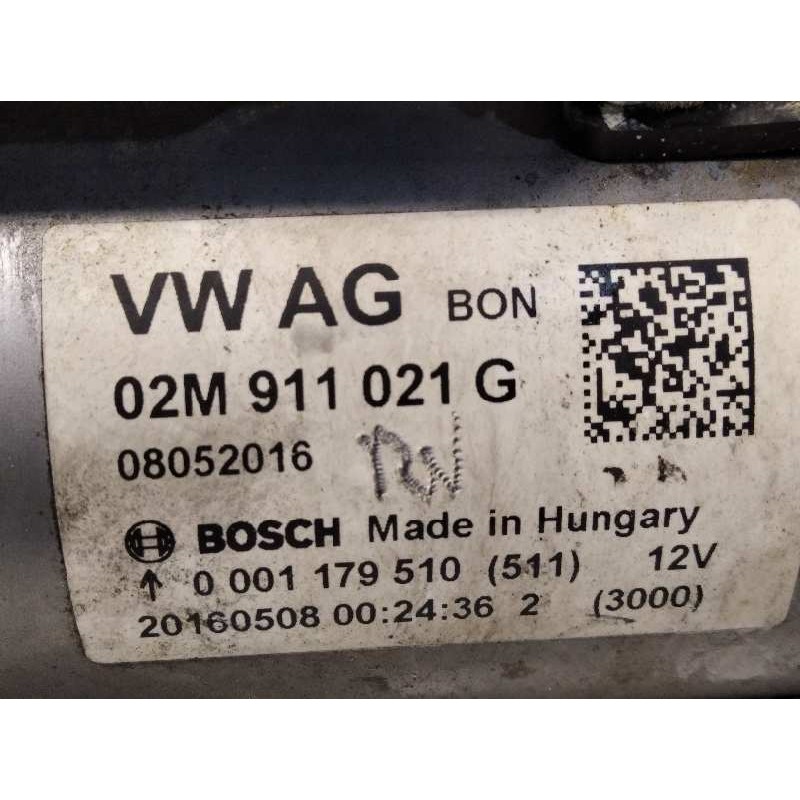 VW AG BON
02M 911 021 G
08052016
BOSCH Made in Hungary
↑ 0 001 179 510 (511) 12V
20160508 00:24:36 2 (3000)